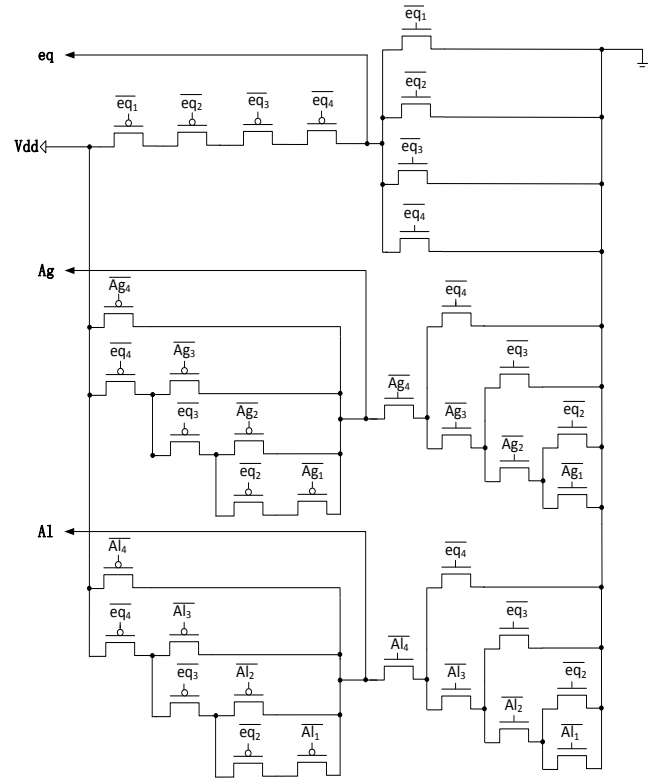 eq₁
eq
eq₂
eq₁ eq₂ eq₃ eq₄
Vdd
eq₃
eq₄
Ag
Ag₄
eq₄
eq₄ Ag₃
eq₃
Ag₄
eq₃ Ag₂
Ag₃ eq₂
Ag₂
eq₂ Ag₁
Ag₁
Al
Al₄
eq₄
eq₄ Al₃
eq₃
Al₄
eq₃ Al₂
Al₃ eq₂
Al₂
eq₂ Al₁
Al₁